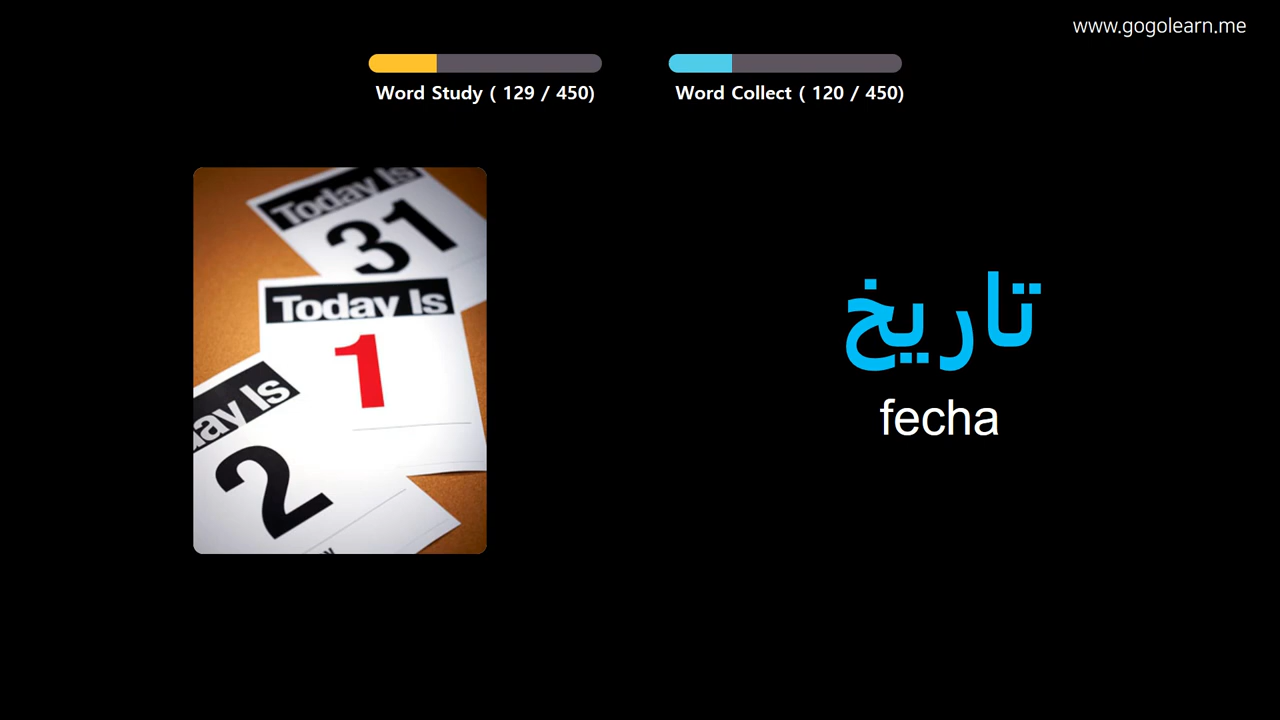 www.gogolearn.me
Word Study ( 129 / 450)
Word Collect ( 120 / 450)
Today Is
31
Today Is
1
ay Is
2
تاريخ
fecha